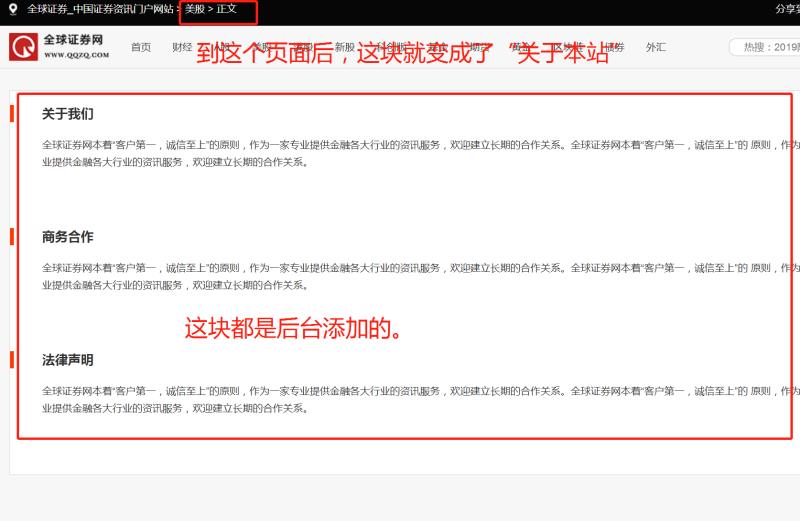 全球证券_中国证券资讯门户网站 > 美股 > 正文
分享到
全球证券网
WWW.QQZQ.COM
首页 财经 新股 外汇
热搜：2019
到这个页面后，这块就变成了 “关于本站”
关于我们
全球证券网本着“客户第一，诚信至上”的原则，作为一家专业提供金融各大行业的资讯服务，欢迎建立长期的合作关系。全球证券网本着“客户第一，诚信至上”的 原则，作为
业提供金融各大行业的资讯服务，欢迎建立长期的合作关系。
商务合作
全球证券网本着“客户第一，诚信至上”的原则，作为一家专业提供金融各大行业的资讯服务，欢迎建立长期的合作关系。全球证券网本着“客户第一，诚信至上”的 原则，作为
业提供金融各大行业的资讯服务，欢迎建立长期的合作关系。
这块都是后台添加的。
法律声明
全球证券网本着“客户第一，诚信至上”的原则，作为一家专业提供金融各大行业的资讯服务，欢迎建立长期的合作关系。全球证券网本着“客户第一，诚信至上”的 原则，作为
业提供金融各大行业的资讯服务，欢迎建立长期的合作关系。